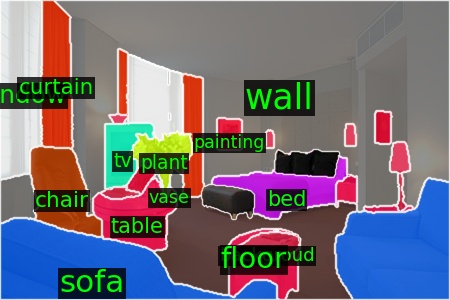 curtain
wall
painting
tv
plant
vase
chair
bed
table
floor
sofa